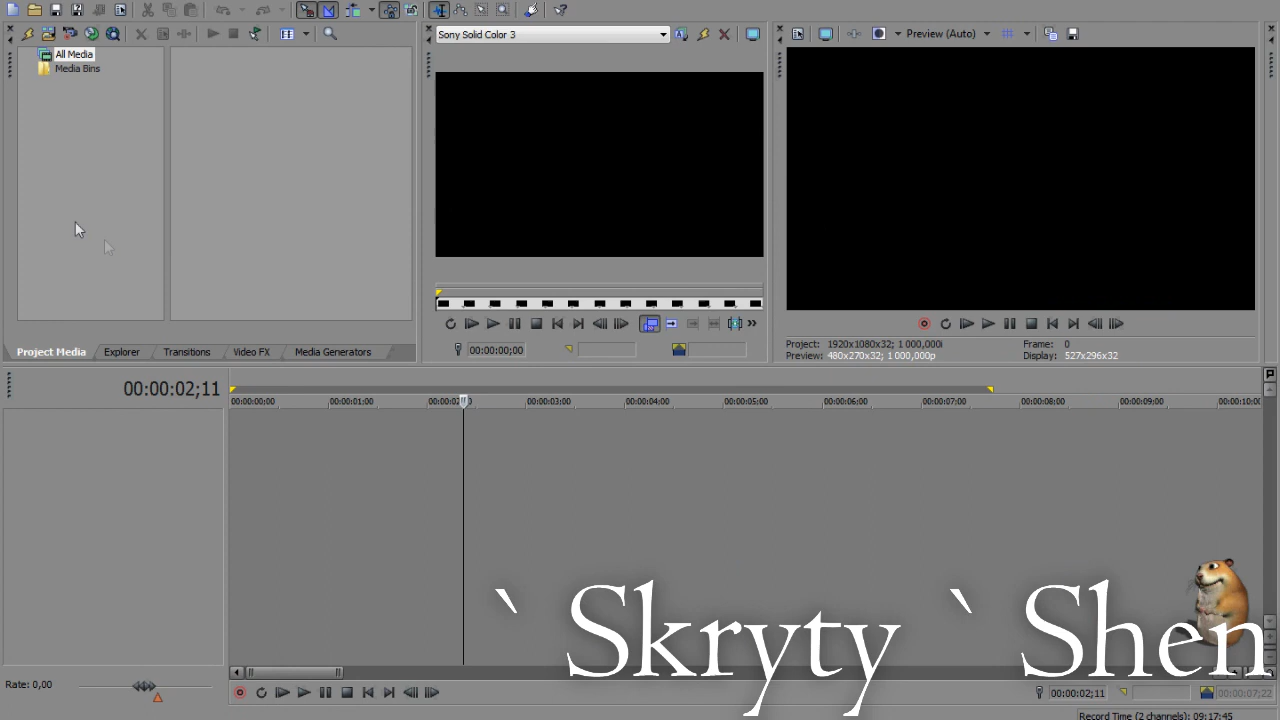 Sony Solid Color 3
Preview (Auto)
All Media
Media Bins
Project Media
Explorer
Transitions
Video FX
Media Generators
00:00:00;00
Project: 1920x1080x32; 1 000,000i
Preview: 480x270x32; 1 000,000p
Frame: 0
Display: 527x296x32
00:00:02;11
00:00:00;00
00:00:01;00
00:00:03;00
00:00:04;00
00:00:05;00
00:00:06;00
00:00:07;00
00:00:08;00
00:00:09;00
00:00:10;00
` Skryty ` Shen
Rate: 0,00
00:00:02;11
00:00:07;22
Record Time (2 channels): 09:17:45